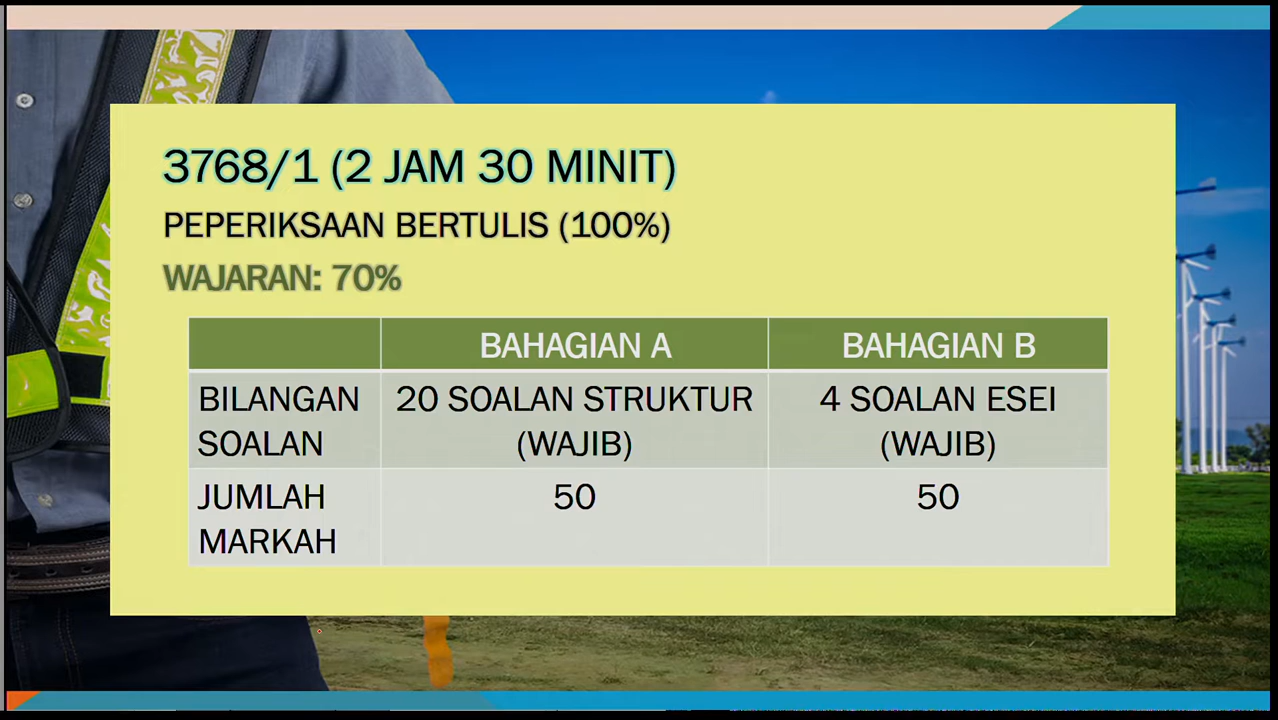 3768/1 (2 JAM 30 MINIT)
PEPERIKSAAN BERTULIS (100%)
WAJARAN: 70%
BAHAGIAN A BAHAGIAN B
BILANGAN SOALAN 20 SOALAN STRUKTUR (WAJIB) 4 SOALAN ESEI (WAJIB)
JUMLAH MARKAH 50 50